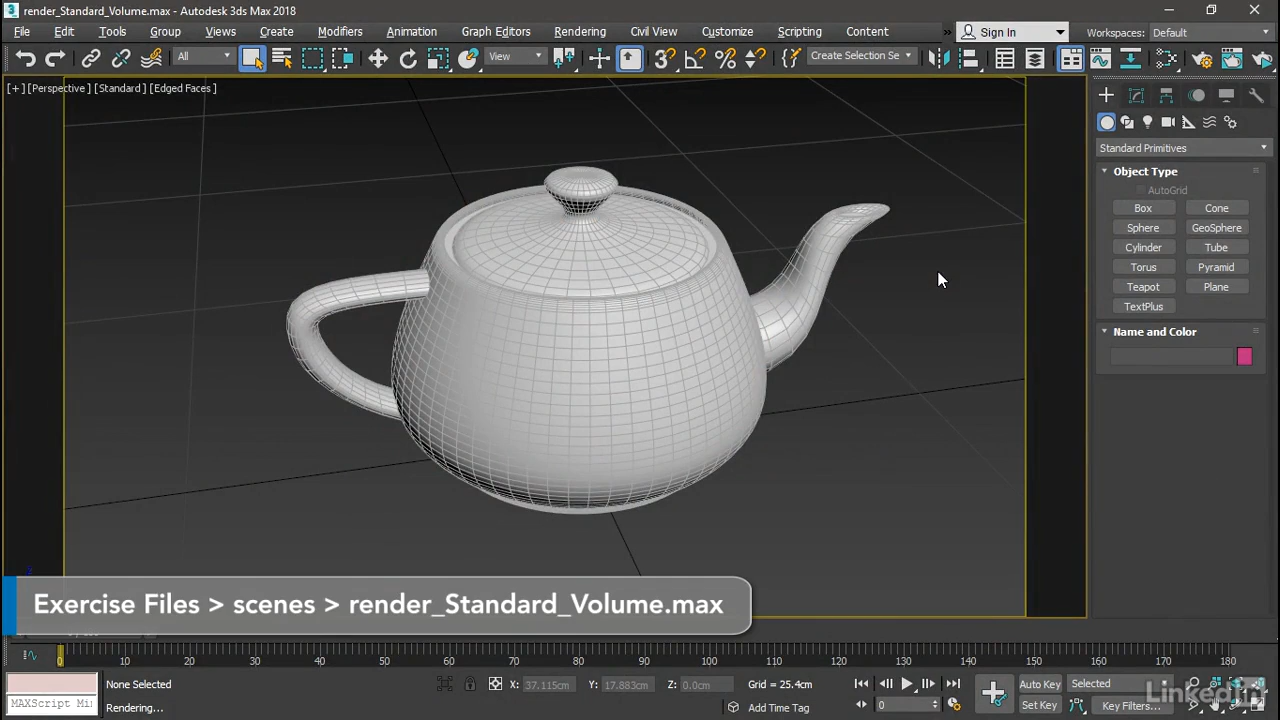 render_Standard_Volume.max - Autodesk 3ds Max 2018
File Edit Tools Group Views Create Modifiers Animation Graph Editors Rendering Civil View Customize Scripting Content » Sign In Workspaces: Default
All View Create Selection Se
[+] [Perspective ] [Standard] [Edged Faces ]
Standard Primitives
Object Type
AutoGrid
Box Cone
Sphere GeoSphere
Cylinder Tube
Torus Pyramid
Teapot Plane
TextPlus
Name and Color
Exercise Files > scenes > render_Standard_Volume.max
0 10 20 30 40 50 60 70 80 90 100 110 120 130 140 150 160 170 180
None Selected X: 37.115cm Y: 17.883cm Z: 0.0cm Grid = 25.4cm Auto Key Selected
MAXScript Mi Rendering... Add Time Tag 0 Set Key Key Filters...
LinkedIn